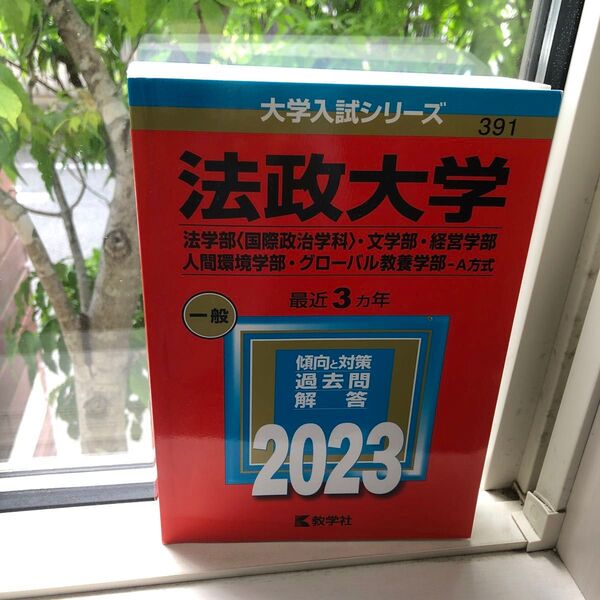 大学入試シリーズ
391
法政大学
法学部〈国際政治学科〉・文学部・経営学部
人間環境学部・グローバル教養学部-A方式
最近3ヵ年
一般
傾向と対策
過去問
解答
2023
教学社